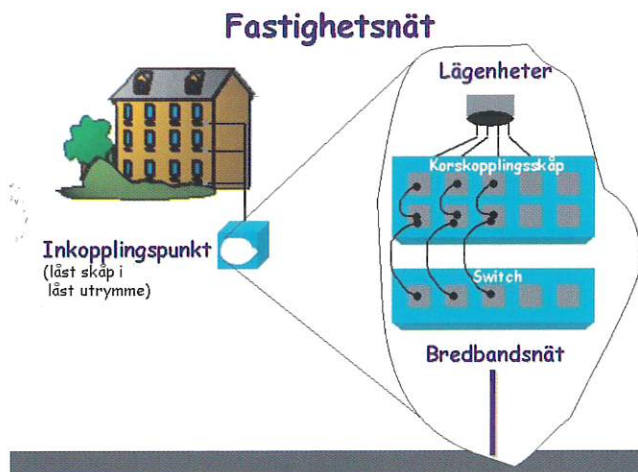 Fastighetsnät
Lägenheter
Korskopplingsskåp
Inkopplingspunkt
(låst skåp i
låst utrymme)
Switch
Bredbandsnät